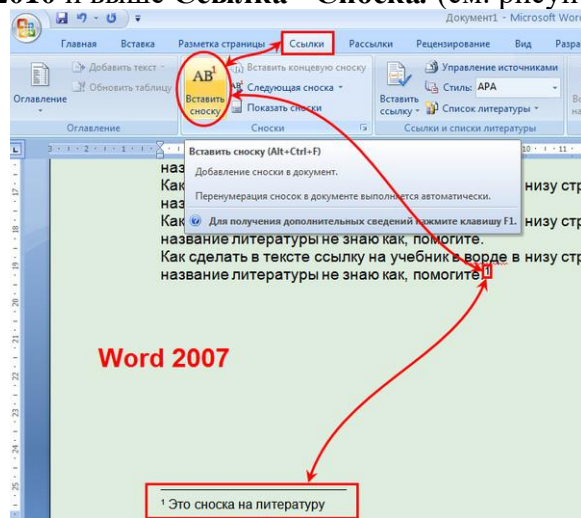 2010 и выше Ссылка - Сноска. (см. рисун
Документ1 - Microsoft Wor
Главная Вставка Разметка страницы Ссылки Рассылки Рецензирование Вид Разра
Добавить текст
Обновить таблицу
Оглавление
Оглавление
AB¹
Вставить сноску
Вставить концевую сноску
Следующая сноска
Показать сноски
Сноски
Вставить ссылку
Управление источниками
Стиль: APA
Список литературы
Ссылки и списки литературы
Вставить сноску (Alt+Ctrl+F)
Добавление сноски в документ.
Перенумерация сносок в документе выполняется автоматически.
Для получения дополнительных сведений нажмите клавишу F1.
наз
Как низу стр
наз
Как низу стр
название литературы не знаю как, помогите.
Как сделать в тексте ссылку на учебник в ворде в низу стр
название литературы не знаю как, помогите.1
Word 2007
¹ Это сноска на литературу